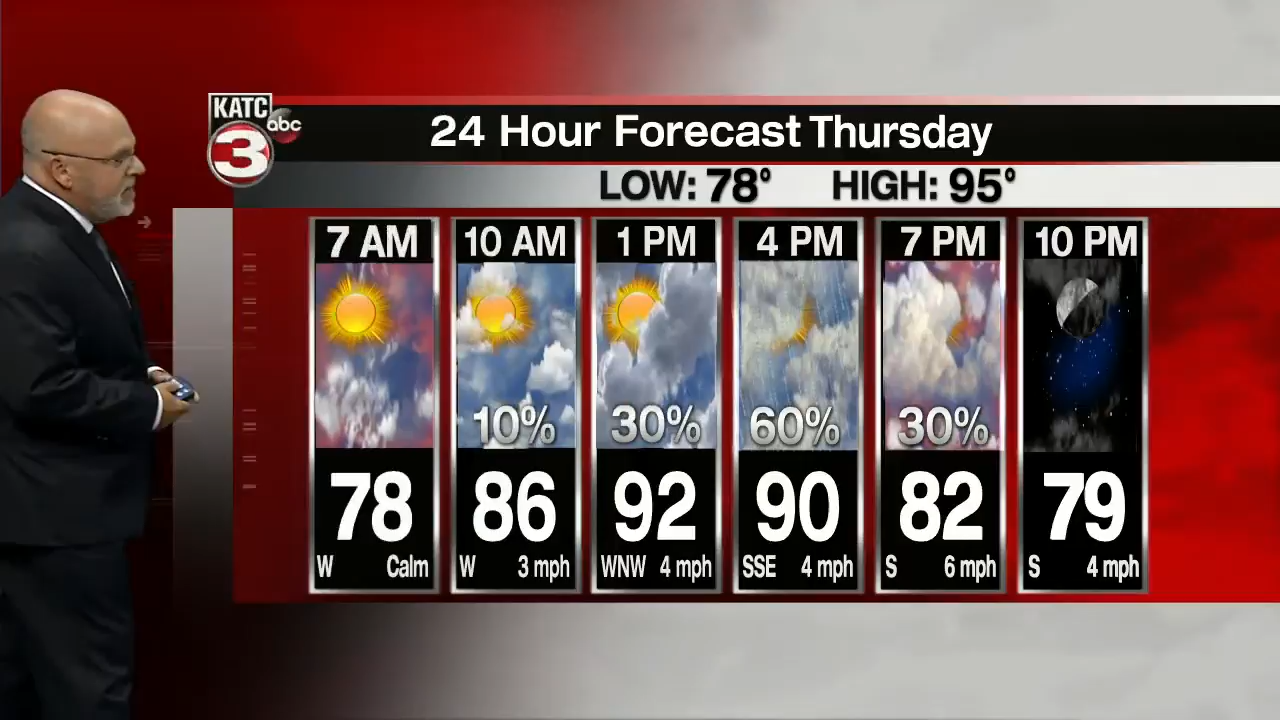 KATC
abc
3
24 Hour Forecast Thursday
LOW: 78° HIGH: 95°
7 AM 10 AM 1 PM 4 PM 7 PM 10 PM
10% 30% 60% 30%
78 86 92 90 82 79
W Calm W 3 mph WNW 4 mph SSE 4 mph S 6 mph S 4 mph